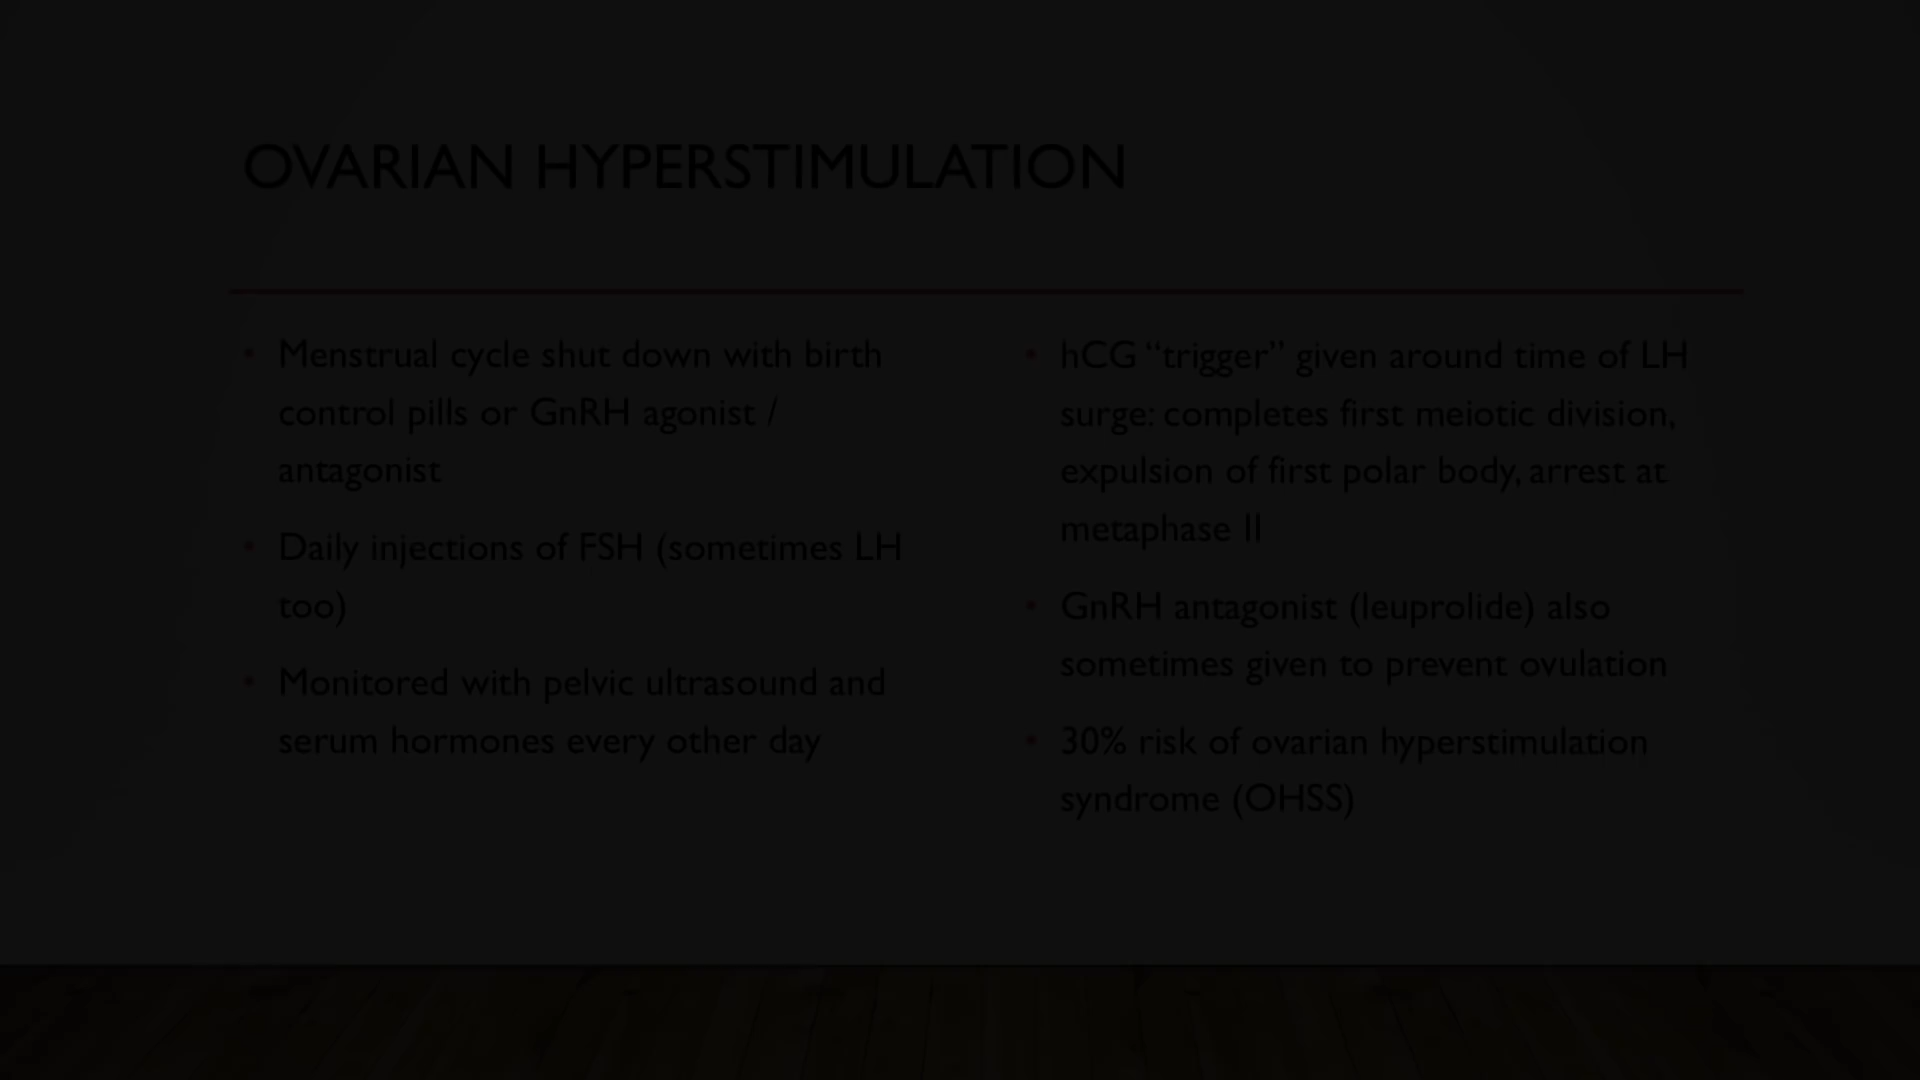 OVARIAN HYPERSTIMULATION
• Menstrual cycle shut down with birth
control pills or GnRH agonist /
antagonist
• Daily injections of FSH (sometimes LH
too)
• Monitored with pelvic ultrasound and
serum hormones every other day
• hCG “trigger” given around time of LH
surge: completes first meiotic division,
expulsion of first polar body, arrest at
metaphase II
• GnRH antagonist (leuprolide) also
sometimes given to prevent ovulation
• 30% risk of ovarian hyperstimulation
syndrome (OHSS)